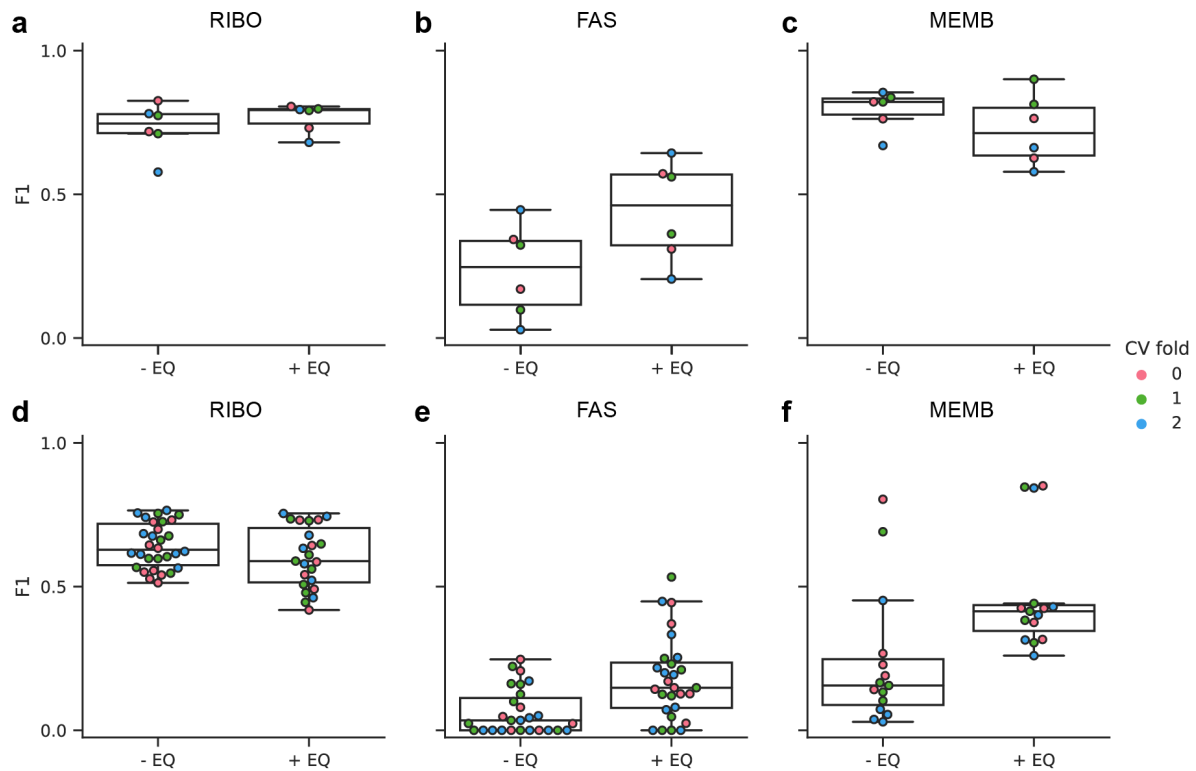 a RIBO b FAS c MEMB
1.0
0.5
0.0
F1
- EQ + EQ - EQ + EQ - EQ + EQ
CV fold
0
1
2
d RIBO e FAS f MEMB
1.0
0.5
0.0
F1
- EQ + EQ - EQ + EQ - EQ + EQ